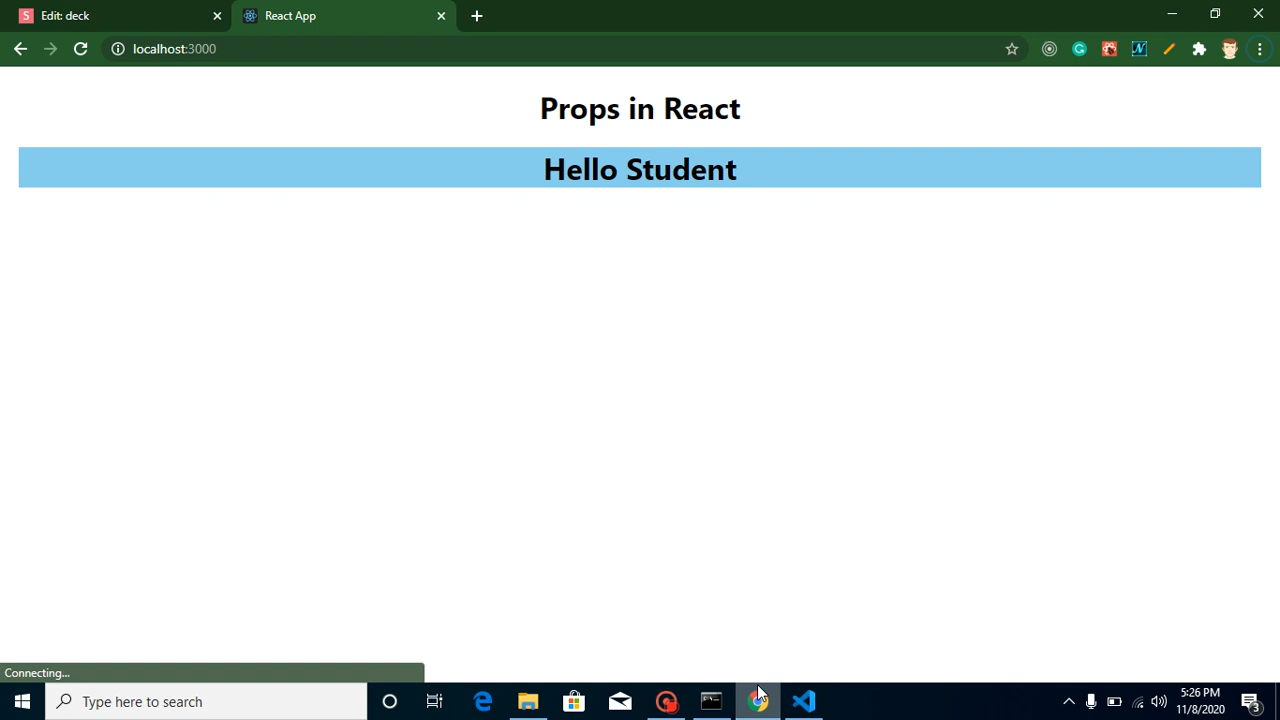 Edit: deck
React App
localhost:3000
Props in React
Hello Student
Connecting...
Type here to search
5:26 PM
11/8/2020
3